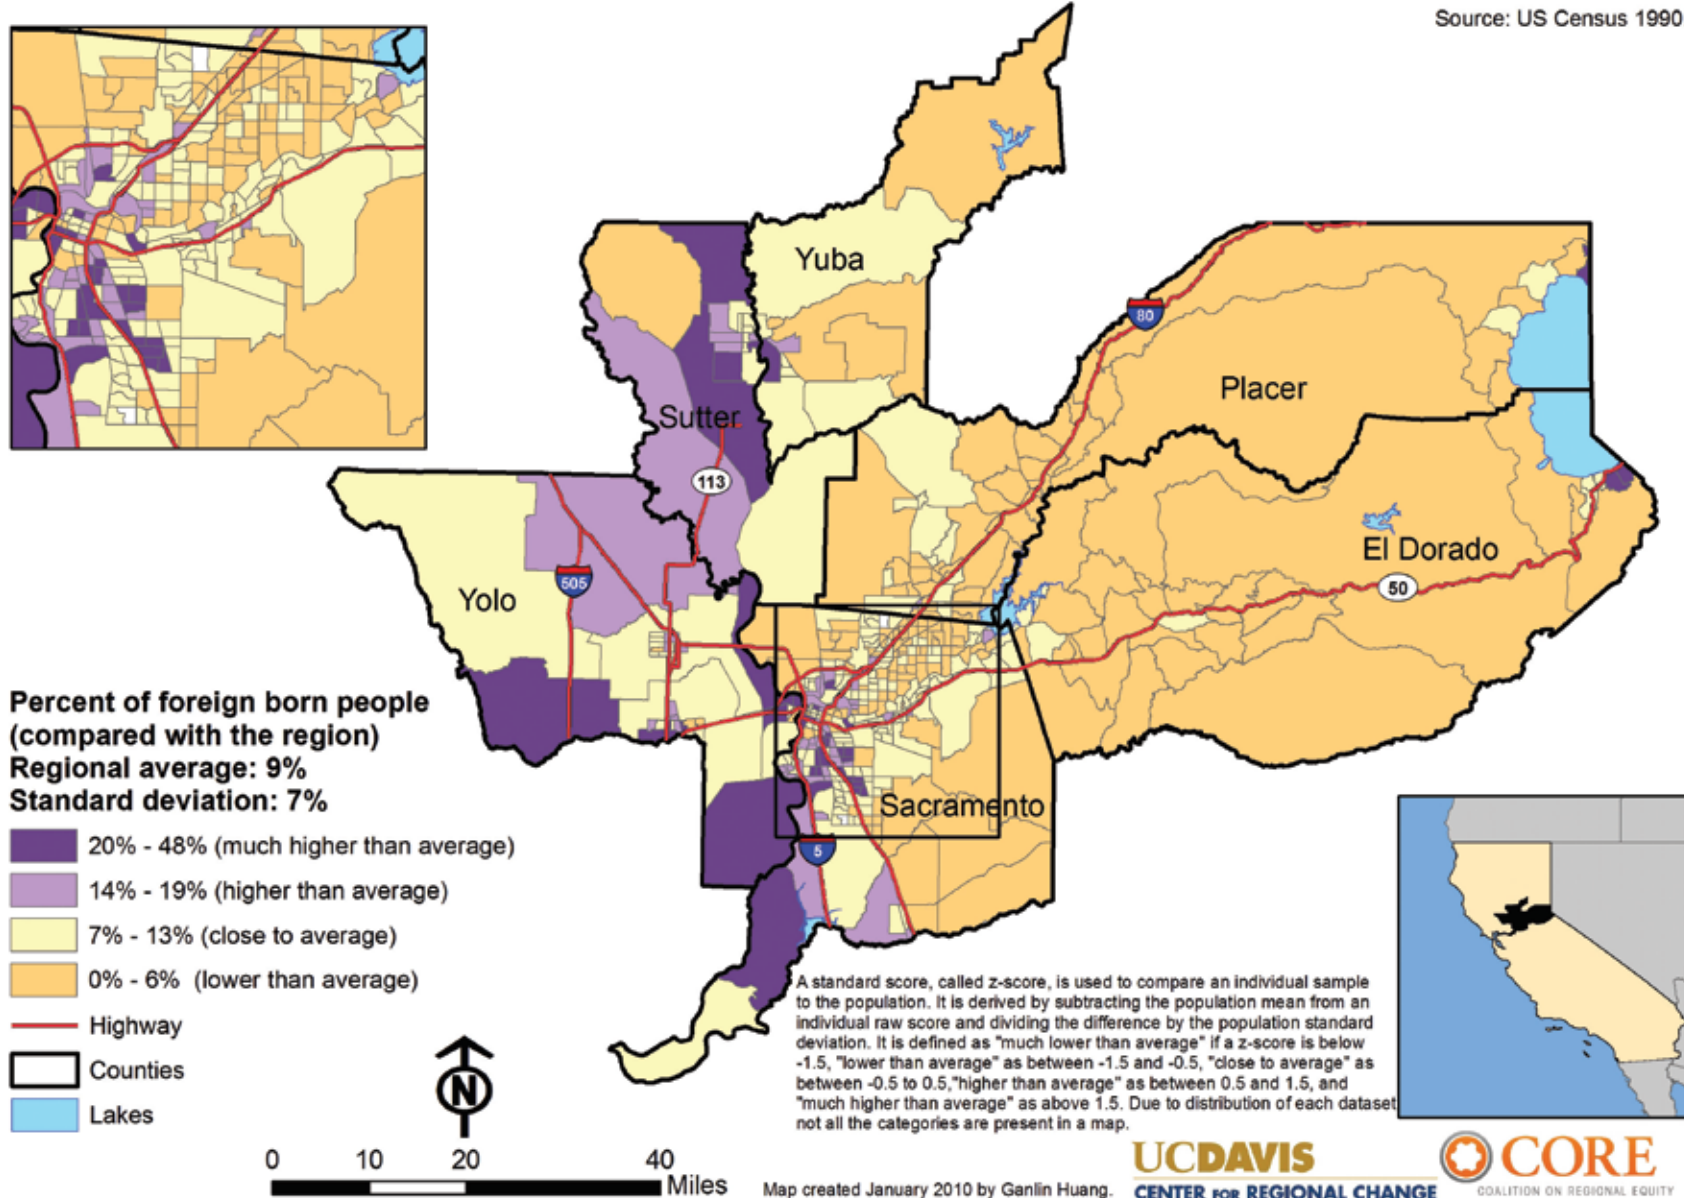 Source: US Census 1990
Yuba
80
Placer
Sutter
113
El Dorado
50
505
Yolo
Sacramento
5
Percent of foreign born people
(compared with the region)
Regional average: 9%
Standard deviation: 7%
20% - 48% (much higher than average)
14% - 19% (higher than average)
7% - 13% (close to average)
0% - 6% (lower than average)
Highway
Counties
Lakes
N
0 10 20 40
Miles
A standard score, called z-score, is used to compare an individual sample
to the population. It is derived by subtracting the population mean from an
individual raw score and dividing the difference by the population standard
deviation. It is defined as "much lower than average" if a z-score is below
-1.5, "lower than average" as between -1.5 and -0.5, "close to average" as
between -0.5 to 0.5,"higher than average" as between 0.5 and 1.5, and
"much higher than average" as above 1.5. Due to distribution of each dataset
not all the categories are present in a map.
Map created January 2010 by Ganlin Huang.
UCDAVIS
CENTER FOR REGIONAL CHANGE
CORE
COALITION ON REGIONAL EQUITY